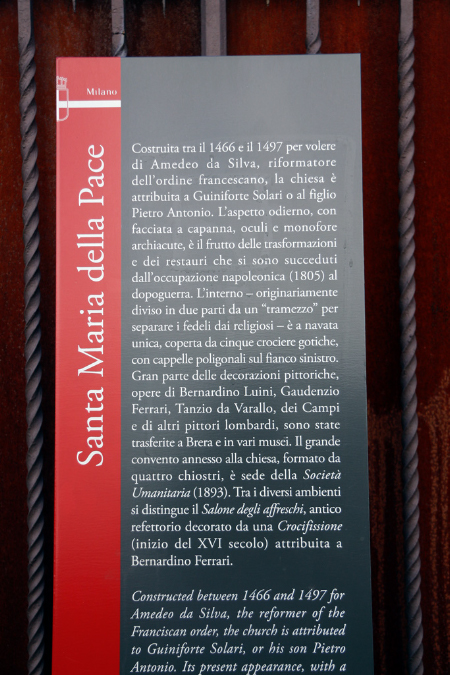 Milano
Santa Maria della Pace
Costruita tra il 1466 e il 1497 per volere
di Amedeo da Silva, riformatore
dell'ordine francescano, la chiesa è
attribuita a Guiniforte Solari o al figlio
Pietro Antonio. L'aspetto odierno, con
facciata a capanna, oculi e monofore
archiacute, è il frutto delle trasformazioni
e dei restauri che si sono succeduti
dall'occupazione napoleonica (1805) al
dopoguerra. L'interno – originariamente
diviso in due parti da un “tramezzo” per
separare i fedeli dai religiosi – è a navata
unica, coperta da cinque crociere gotiche,
con cappelle poligonali sul fianco sinistro.
Gran parte delle decorazioni pittoriche,
opere di Bernardino Luini, Gaudenzio
Ferrari, Tanzio da Varallo, dei Campi
e di altri pittori lombardi, sono state
trasferite a Brera e in vari musei. Il grande
convento annesso alla chiesa, formato da
quattro chiostri, è sede della Società
Umanitaria (1893). Tra i diversi ambienti
si distingue il Salone degli affreschi, antico
refettorio decorato da una Crocifissione
(inizio del XVI secolo) attribuita a
Bernardino Ferrari.
Constructed between 1466 and 1497 for
Amedeo da Silva, the reformer of the
Franciscan order, the church is attributed
to Guiniforte Solari, or his son Pietro
Antonio. Its present appearance, with a